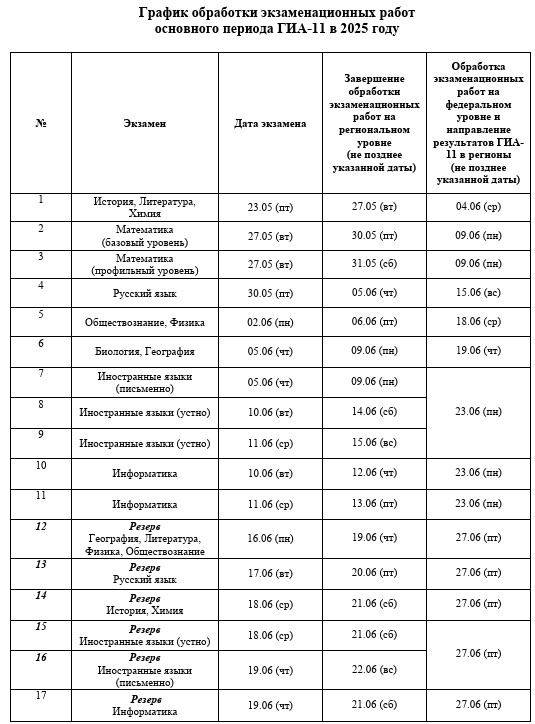 График обработки экзаменационных работ
основного периода ГИА-11 в 2025 году
№
Экзамен
Дата экзамена
Завершение
обработки
экзаменационных
работ на
региональном
уровне
(не позднее
указанной даты)
Обработка
экзаменационных
работ на
федеральном
уровне и
направление
результатов ГИА-
11 в регионы
(не позднее
указанной даты)
1
История, Литература,
Химия
23.05 (пт)
27.05 (вт)
04.06 (ср)
2
Математика
(базовый уровень)
27.05 (вт)
30.05 (пт)
09.06 (пн)
3
Математика
(профильный уровень)
27.05 (вт)
31.05 (сб)
09.06 (пн)
4
Русский язык
30.05 (пт)
05.06 (чт)
15.06 (вс)
5
Обществознание, Физика
02.06 (пн)
06.06 (пт)
18.06 (ср)
6
Биология, География
05.06 (чт)
09.06 (пн)
19.06 (чт)
7
Иностранные языки
(письменно)
05.06 (чт)
09.06 (пн)
8
Иностранные языки (устно)
10.06 (вт)
14.06 (сб)
23.06 (пн)
9
Иностранные языки (устно)
11.06 (ср)
15.06 (вс)
10
Информатика
10.06 (вт)
12.06 (чт)
23.06 (пн)
11
Информатика
11.06 (ср)
13.06 (пт)
23.06 (пн)
12
Резерв
География, Литература,
Физика, Обществознание
16.06 (пн)
19.06 (чт)
27.06 (пт)
13
Резерв
Русский язык
17.06 (вт)
20.06 (пт)
27.06 (пт)
14
Резерв
История, Химия
18.06 (ср)
21.06 (сб)
27.06 (пт)
15
Резерв
Иностранные языки (устно)
18.06 (ср)
21.06 (сб)
27.06 (пт)
16
Резерв
Иностранные языки
(письменно)
19.06 (чт)
22.06 (вс)
17
Резерв
Информатика
19.06 (чт)
21.06 (сб)
27.06 (пт)